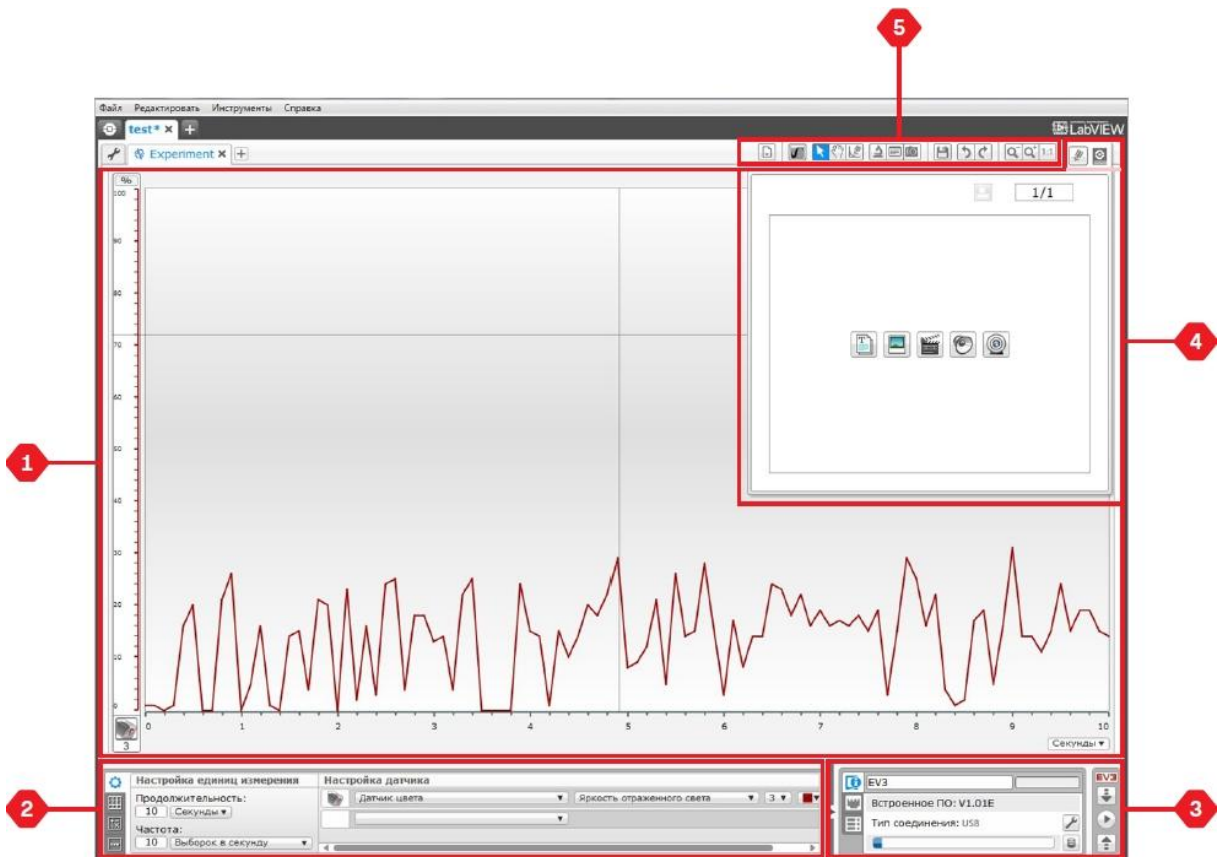 5
Файл Редактировать Инструменты Справка
test* LabVIEW
Experiment 1:1
%
1/1
100
90
80
70
60
50
40
30
20
10
0
4
1
0 1 2 3 4 5 6 7 8 9 10
3
Секунды
Настройка единиц измерения Настройка датчика
Продолжительность: Датчик цвета Яркость отраженного света 3
10 Секунды
Частота:
10 Выборок в секунду
2
EV3 EV3
Встроенное ПО: V1.01E
Тип соединения: USB
3